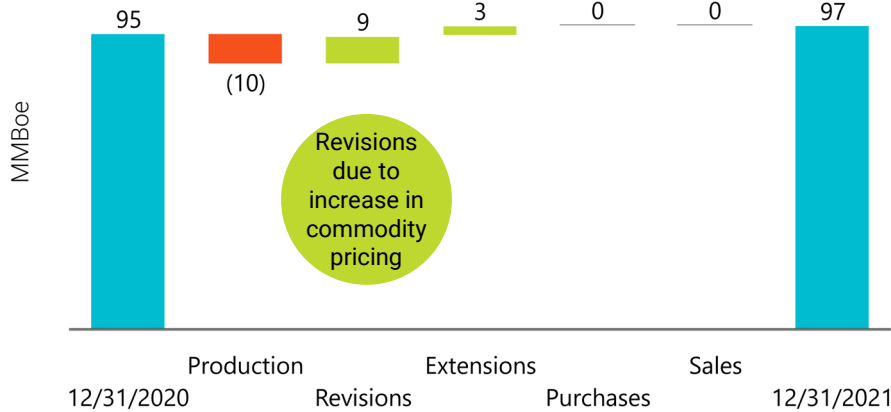 95
(10)
9
3
0
0
97
MMBoe
Revisions
due to
increase in
commodity
pricing
Production
Extensions
Sales
12/31/2020
Revisions
Purchases
12/31/2021